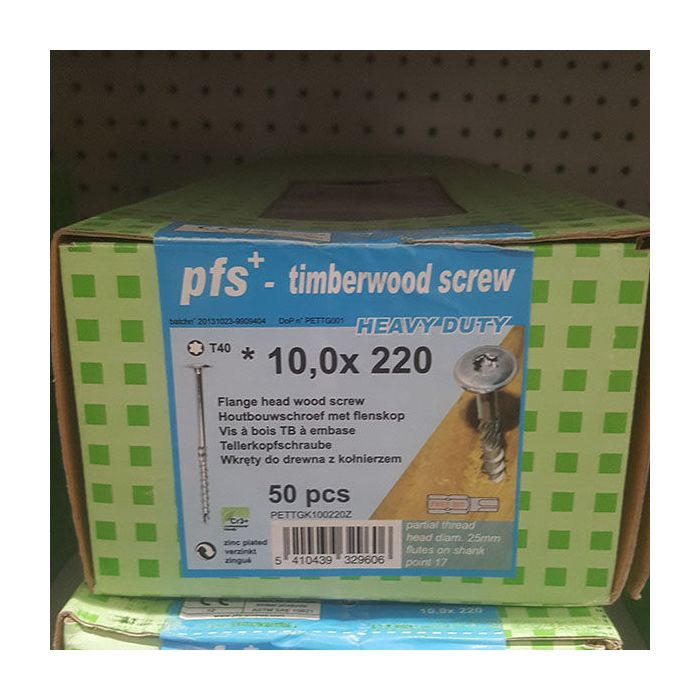 pfs+ - timberwood screw
batchn° 20131023-9909404 DoP n° PETTG001
HEAVY DUTY
T40 * 10,0x 220
Flange head wood screw
Houtbouwschroef met flenskop
Vis à bois TB à embase
Tellerkopfschraube
Wkręty do drewna z kołnierzem
50 pcs
PETTGK100220Z
Cr3+
zinc plated
verzinkt
zingué
5 410439 329606
partial thread
head diam. 25mm
flutes on shank
point 17
10,0x 220